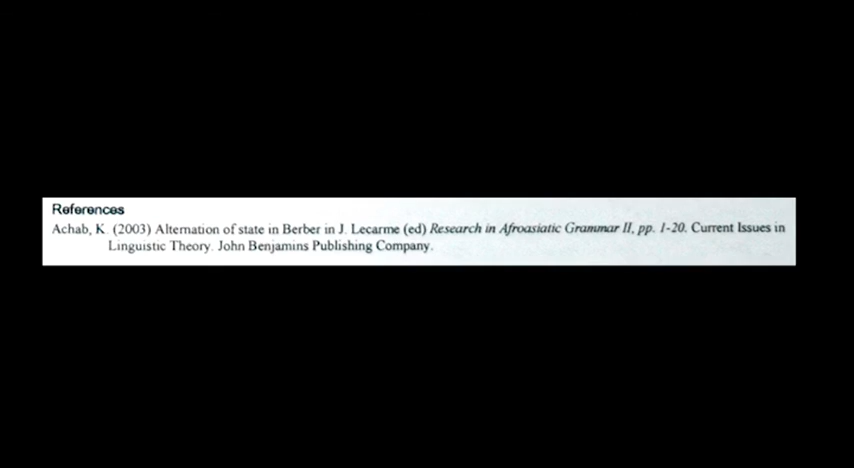 References
Achab, K. (2003) Alternation of state in Berber in J. Lecarme (ed) Research in Afroasiatic Grammar II, pp. 1-20. Current Issues in
Linguistic Theory. John Benjamins Publishing Company.